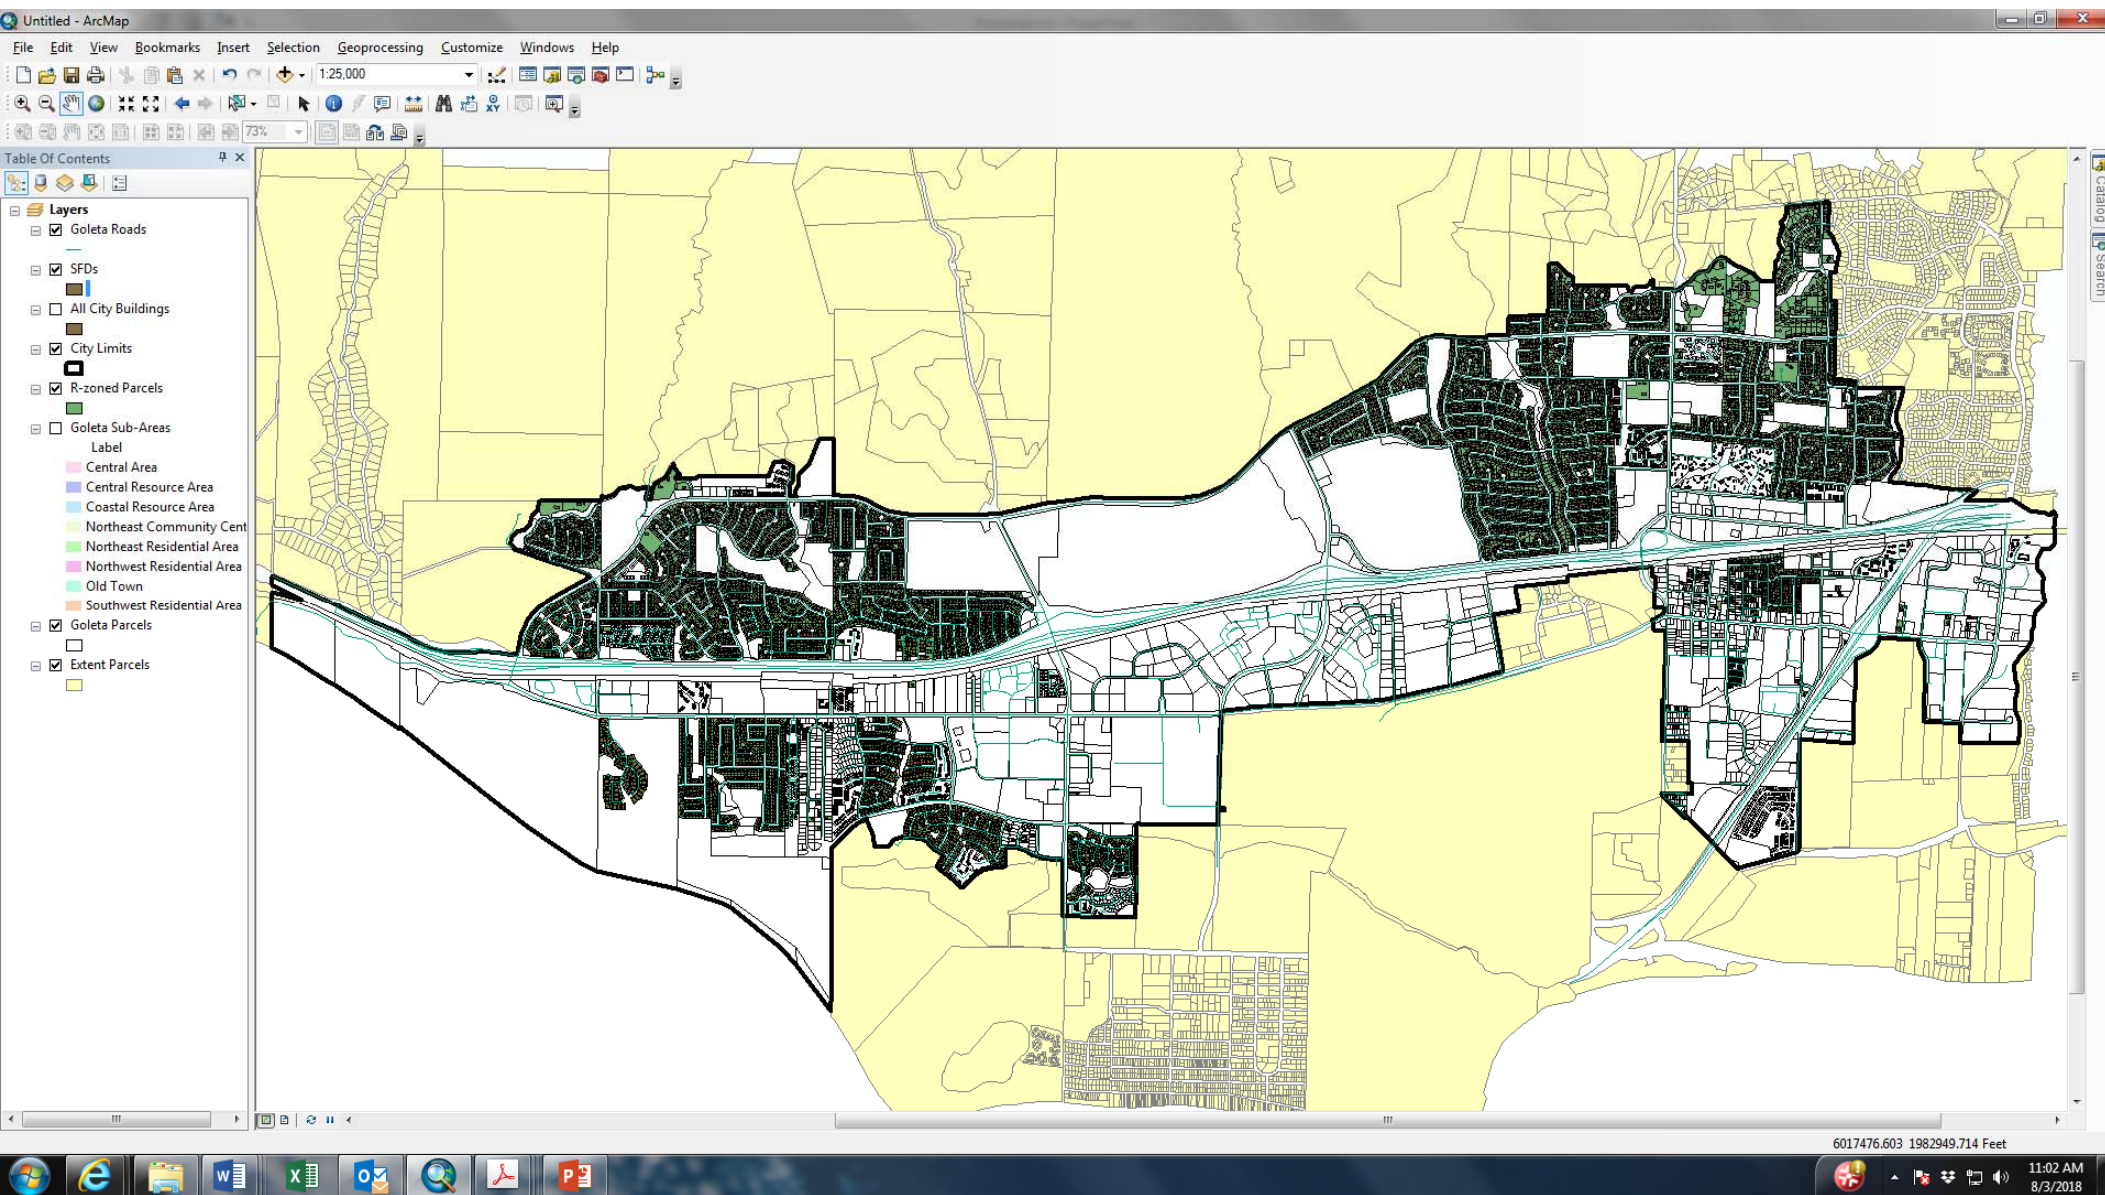 Untitled - ArcMap
File Edit View Bookmarks Insert Selection Geoprocessing Customize Windows Help
1:25,000
XY
73%
Table Of Contents
Layers
Goleta Roads
SFDs
All City Buildings
City Limits
R-zoned Parcels
Goleta Sub-Areas
Label
Central Area
Central Resource Area
Coastal Resource Area
Northeast Community Cent
Northeast Residential Area
Northwest Residential Area
Old Town
Southwest Residential Area
Goleta Parcels
Extent Parcels
Catalog
Search
6017476.603 1982949.714 Feet
11:02 AM
8/3/2018